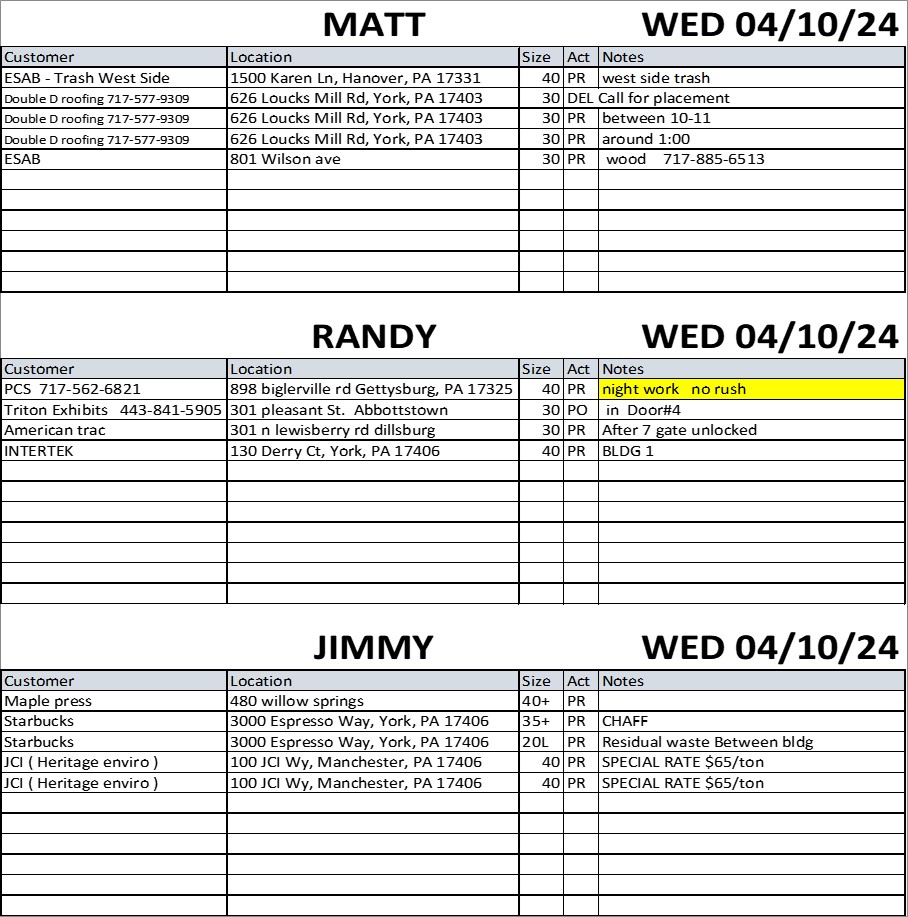 MATT WED 04/10/24
Customer Location Size Act Notes
ESAB - Trash West Side 1500 Karen Ln, Hanover, PA 17331 40 PR west side trash
Double D roofing 717-577-9309 626 Loucks Mill Rd, York, PA 17403 30 DEL Call for placement
Double D roofing 717-577-9309 626 Loucks Mill Rd, York, PA 17403 30 PR between 10-11
Double D roofing 717-577-9309 626 Loucks Mill Rd, York, PA 17403 30 PR around 1:00
ESAB 801 Wilson ave 30 PR wood 717-885-6513
RANDY WED 04/10/24
Customer Location Size Act Notes
PCS 717-562-6821 898 biglerville rd Gettysburg, PA 17325 40 PR night work no rush
Triton Exhibits 443-841-5905 301 pleasant St. Abbottstown 30 PO in Door#4
American trac 301 n lewisberry rd dillsburg 30 PR After 7 gate unlocked
INTERTEK 130 Derry Ct, York, PA 17406 40 PR BLDG 1
JIMMY WED 04/10/24
Customer Location Size Act Notes
Maple press 480 willow springs 40+ PR
Starbucks 3000 Espresso Way, York, PA 17406 35+ PR CHAFF
Starbucks 3000 Espresso Way, York, PA 17406 20L PR Residual waste Between bldg
JCI ( Heritage enviro ) 100 JCI Wy, Manchester, PA 17406 40 PR SPECIAL RATE $65/ton
JCI ( Heritage enviro ) 100 JCI Wy, Manchester, PA 17406 40 PR SPECIAL RATE $65/ton